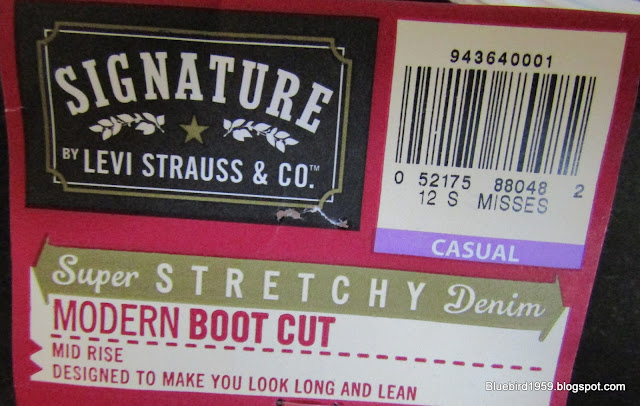 SIGNATURE
BY LEVI STRAUSS & CO.™
943640001
0 52175 88048 2
12 S MISSES
CASUAL
Super STRETCHY Denim
MODERN BOOT CUT
MID RISE
DESIGNED TO MAKE YOU LOOK LONG AND LEAN
Bluebird1959.blogspot.com